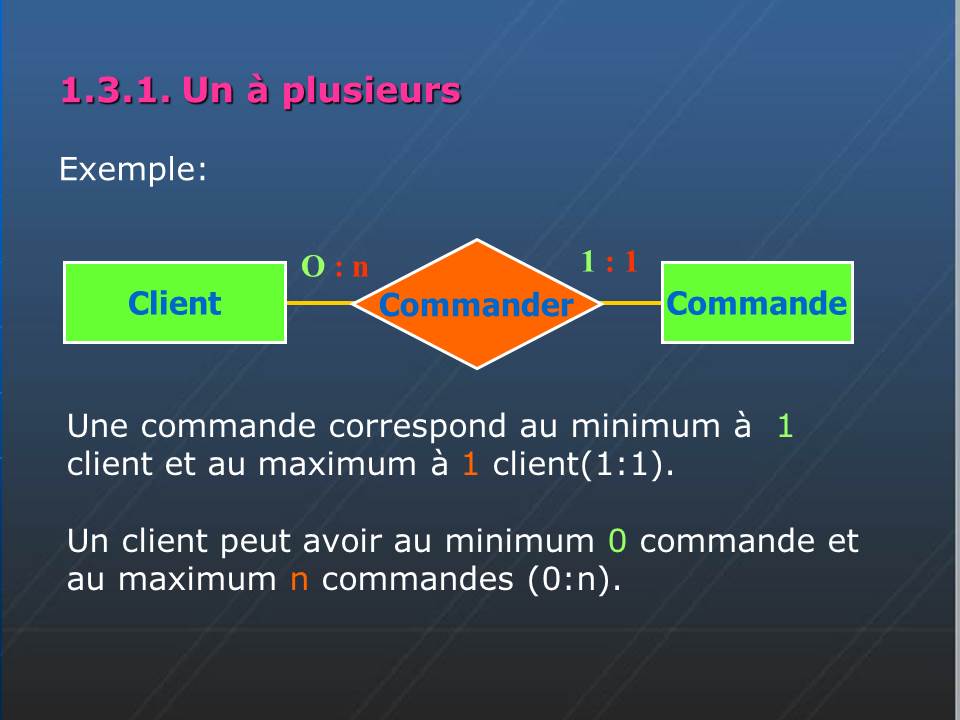 1.3.1. Un à plusieurs
Exemple:
O : n
1 : 1
Client
Commander
Commande
Une commande correspond au minimum à 1
client et au maximum à 1 client(1:1).
Un client peut avoir au minimum 0 commande et
au maximum n commandes (0:n).